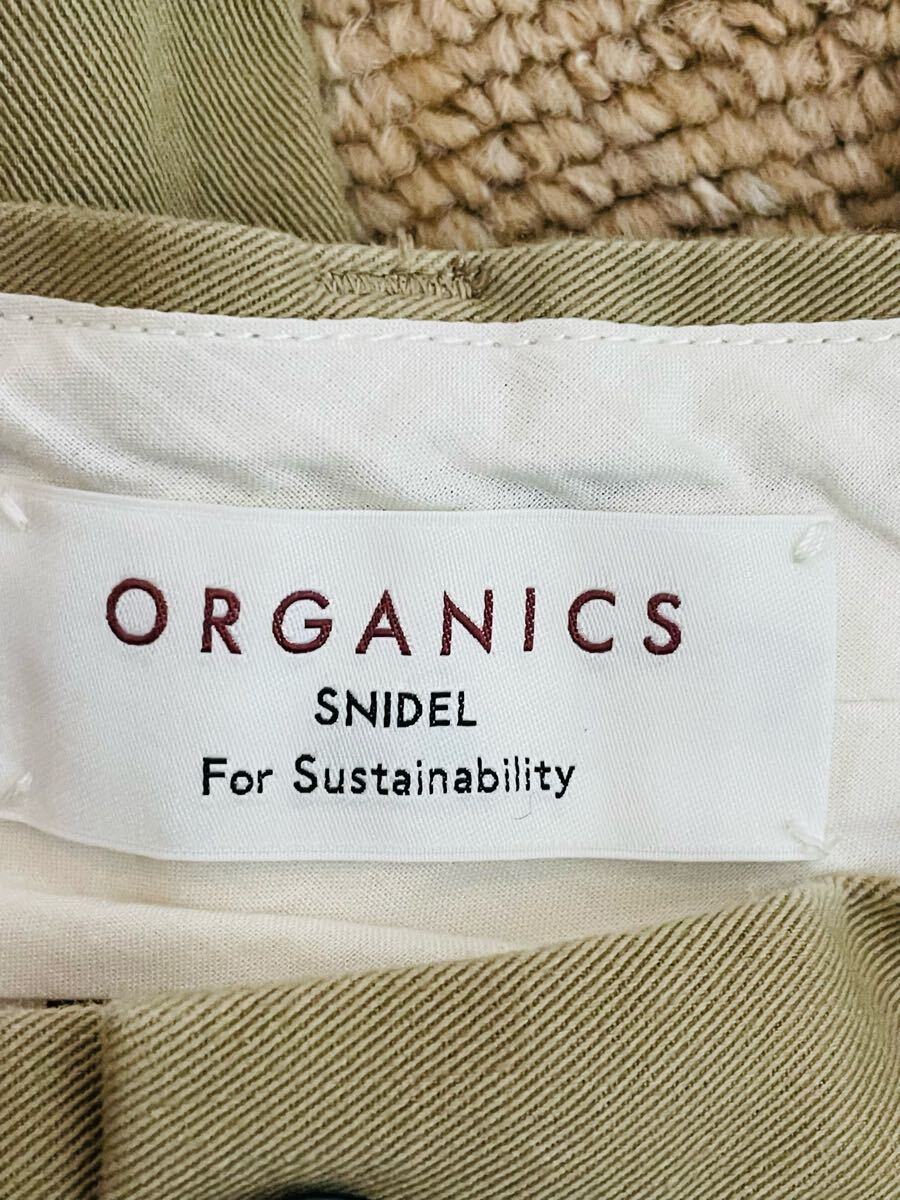 ORGANICS
SNIDEL
For Sustainability